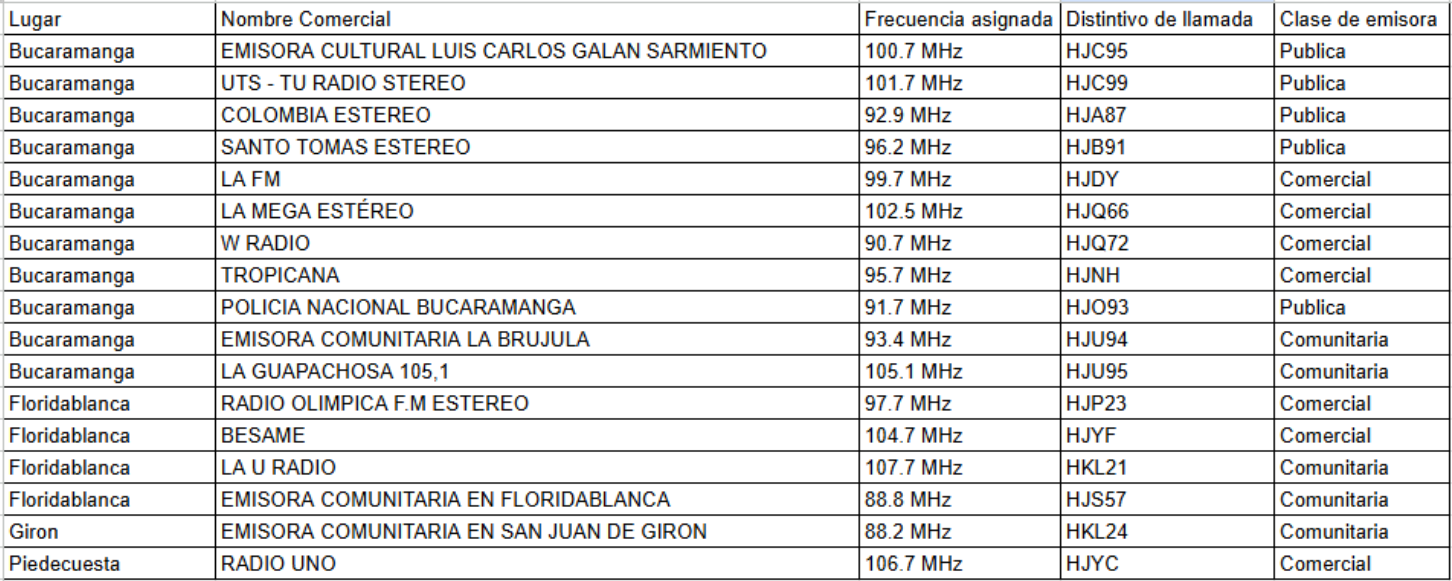 Lugar Nombre Comercial Frecuencia asignada Distintivo de llamada Clase de emisora
Bucaramanga EMISORA CULTURAL LUIS CARLOS GALAN SARMIENTO 100.7 MHz HJC95 Publica
Bucaramanga UTS - TU RADIO STEREO 101.7 MHz HJC99 Publica
Bucaramanga COLOMBIA ESTEREO 92.9 MHz HJA87 Publica
Bucaramanga SANTO TOMAS ESTEREO 96.2 MHz HJB91 Publica
Bucaramanga LA FM 99.7 MHz HJDY Comercial
Bucaramanga LA MEGA ESTÉREO 102.5 MHz HJQ66 Comercial
Bucaramanga W RADIO 90.7 MHz HJQ72 Comercial
Bucaramanga TROPICANA 95.7 MHz HJNH Comercial
Bucaramanga POLICIA NACIONAL BUCARAMANGA 91.7 MHz HJO93 Publica
Bucaramanga EMISORA COMUNITARIA LA BRUJULA 93.4 MHz HJU94 Comunitaria
Bucaramanga LA GUAPACHOSA 105,1 105.1 MHz HJU95 Comunitaria
Floridablanca RADIO OLIMPICA F.M ESTEREO 97.7 MHz HJP23 Comercial
Floridablanca BESAME 104.7 MHz HJYF Comercial
Floridablanca LA U RADIO 107.7 MHz HKL21 Comunitaria
Floridablanca EMISORA COMUNITARIA EN FLORIDABLANCA 88.8 MHz HJS57 Comunitaria
Giron EMISORA COMUNITARIA EN SAN JUAN DE GIRON 88.2 MHz HKL24 Comunitaria
Piedecuesta RADIO UNO 106.7 MHz HJYC Comercial